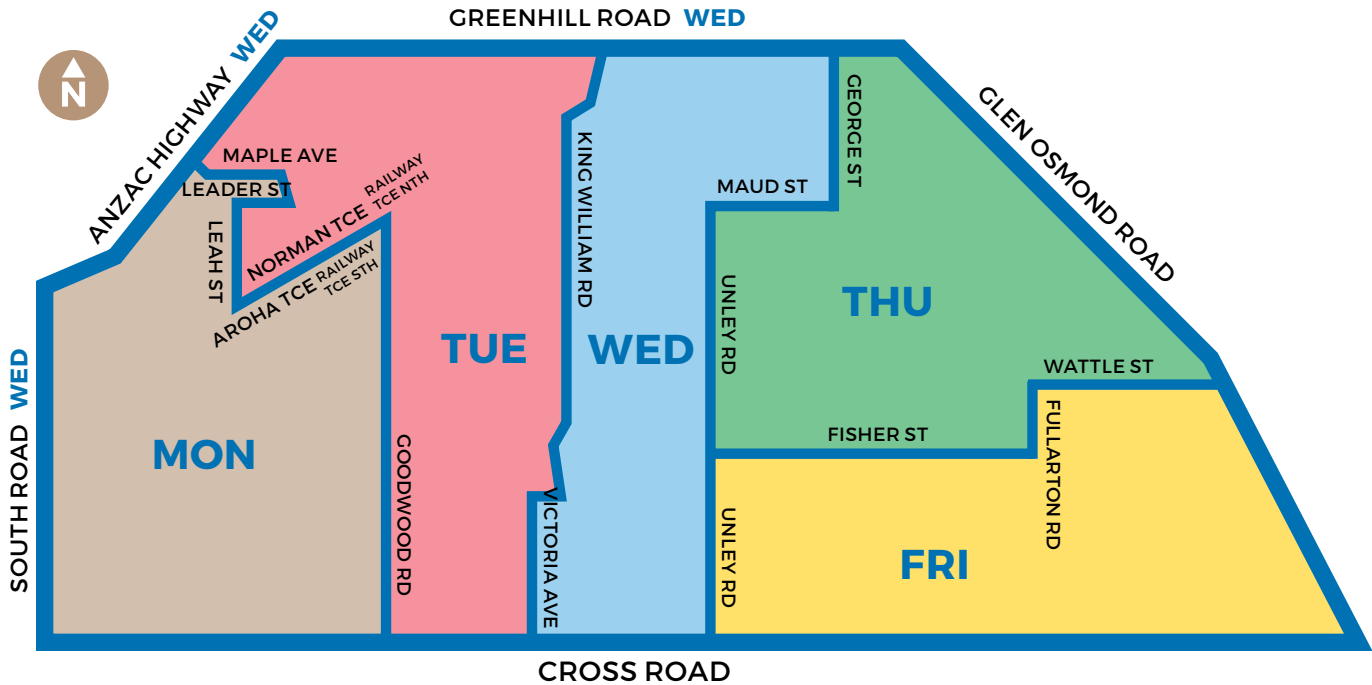 GREENHILL ROAD WED
ANZAC HIGHWAY WED
N
MAPLE AVE
LEADER ST
LEAH ST
NORMAN TCE RAILWAY TCE NTH
AROHA TCE RAILWAY TCE STH
KING WILLIAM RD
MAUD ST
GEORGE ST
GLEN OSMOND ROAD
UNLEY RD
THU
TUE
WED
WATTLE ST
SOUTH ROAD WED
MON
GOODWOOD RD
FISHER ST
FULLARTON RD
VICTORIA AVE
UNLEY RD
FRI
CROSS ROAD